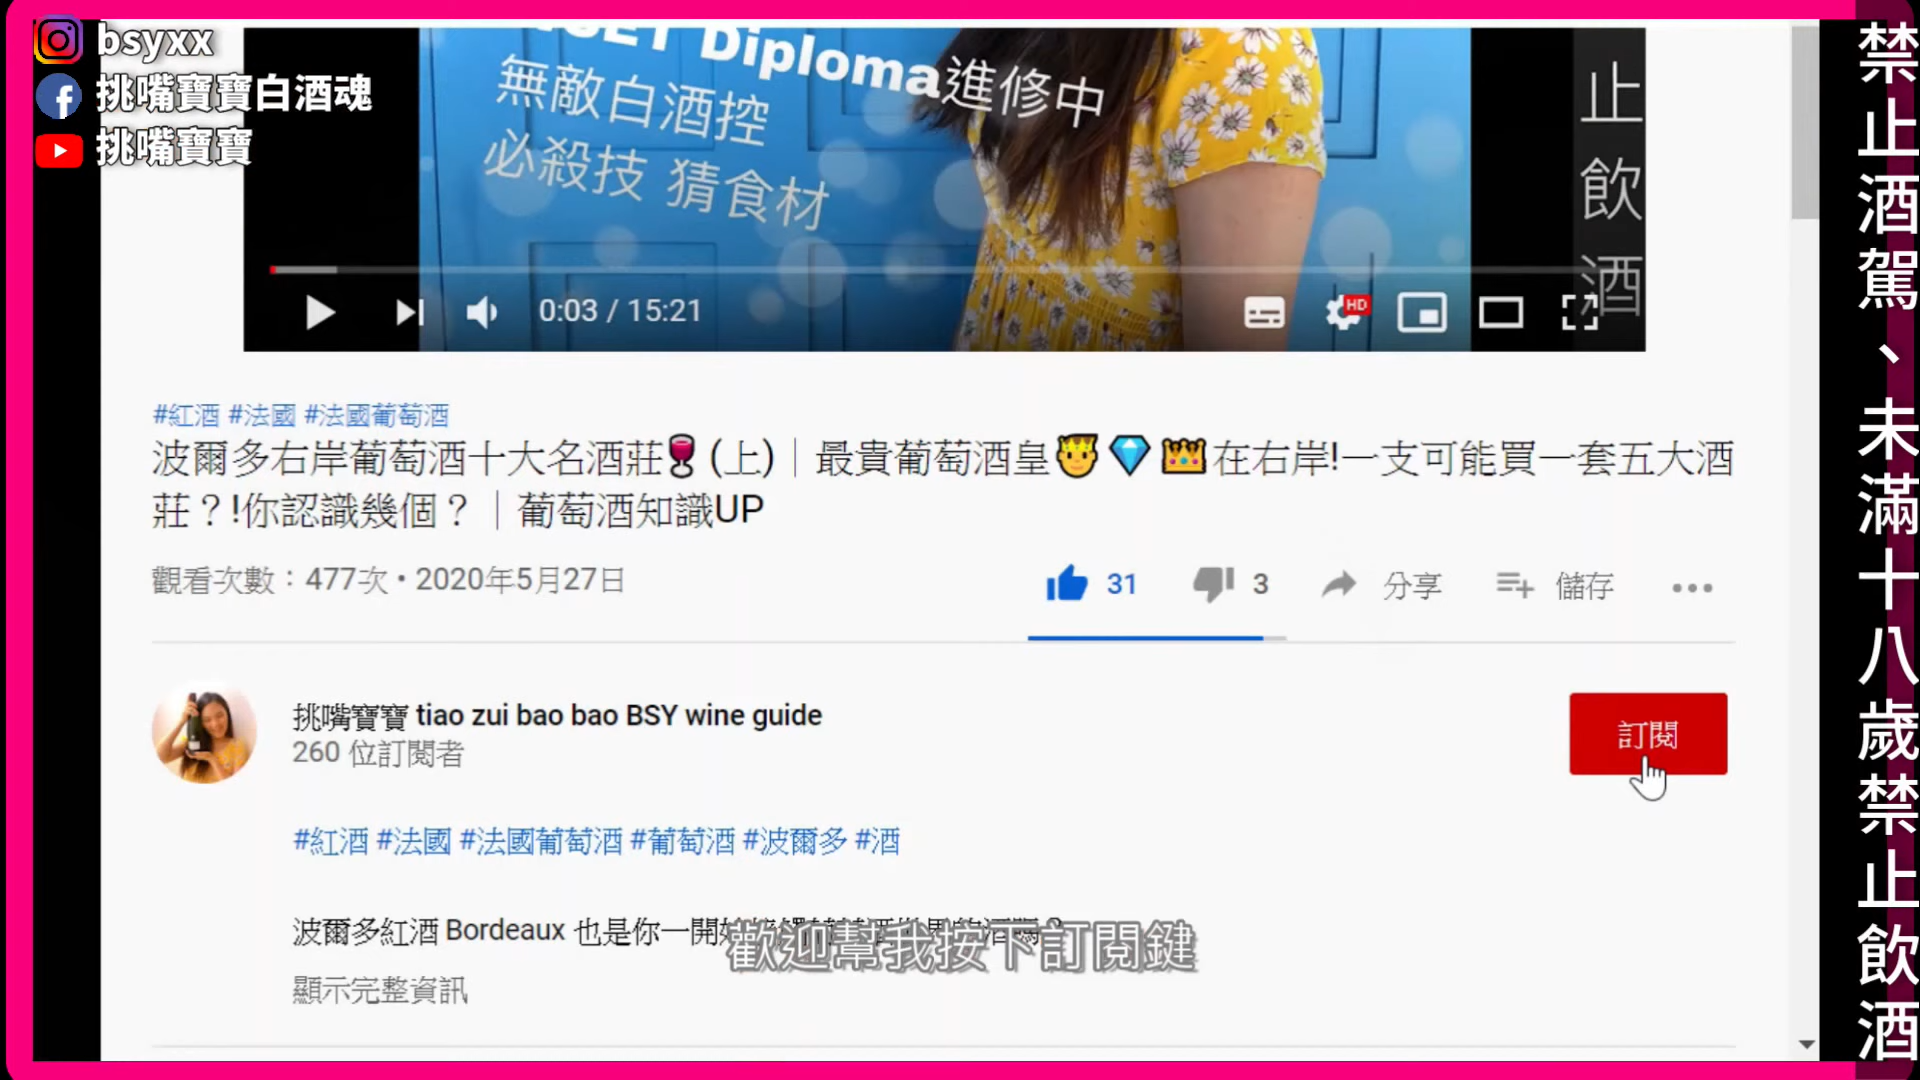 bsyxx
挑嘴寶寶白酒魂
挑嘴寶寶
Diploma進修中
無敵白酒控
必殺技 猜食材
止飲酒
0:03 / 15:21
HD
#紅酒 #法國 #法國葡萄酒
波爾多右岸葡萄酒十大名酒莊🍷(上)｜最貴葡萄酒皇🤴💎👑在右岸!一支可能買一套五大酒
莊？!你認識幾個？｜葡萄酒知識UP
觀看次數：477次 • 2020年5月27日
31
3
分享
儲存
挑嘴寶寶 tiao zui bao bao BSY wine guide
260 位訂閱者
訂閱
#紅酒 #法國 #法國葡萄酒 #葡萄酒 #波爾多 #酒
波爾多紅酒 Bordeaux 也是你一開
歡迎幫我按下訂閱鍵
顯示完整資訊
禁止酒駕、未滿十八歲禁止飲酒